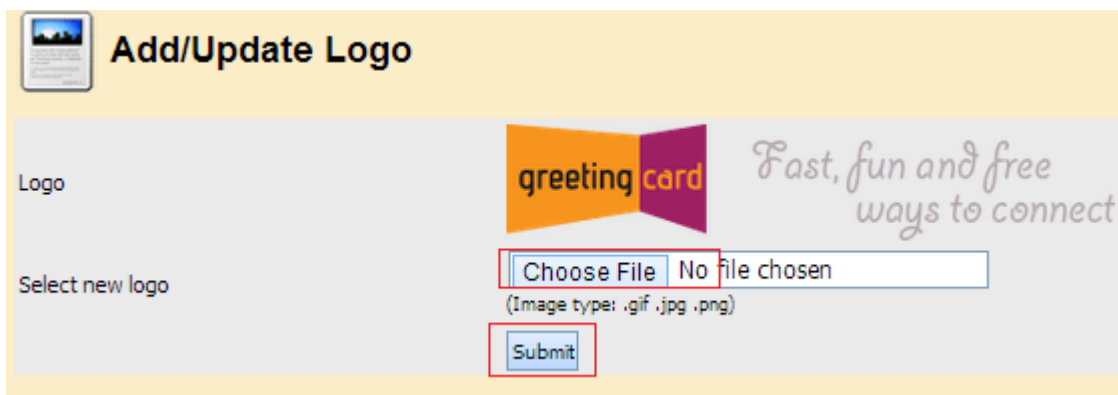 Add/Update Logo
Logo
greeting card
Fast, fun and free
ways to connect
Select new logo
Choose File No file chosen
(Image type: .gif .jpg .png)
Submit